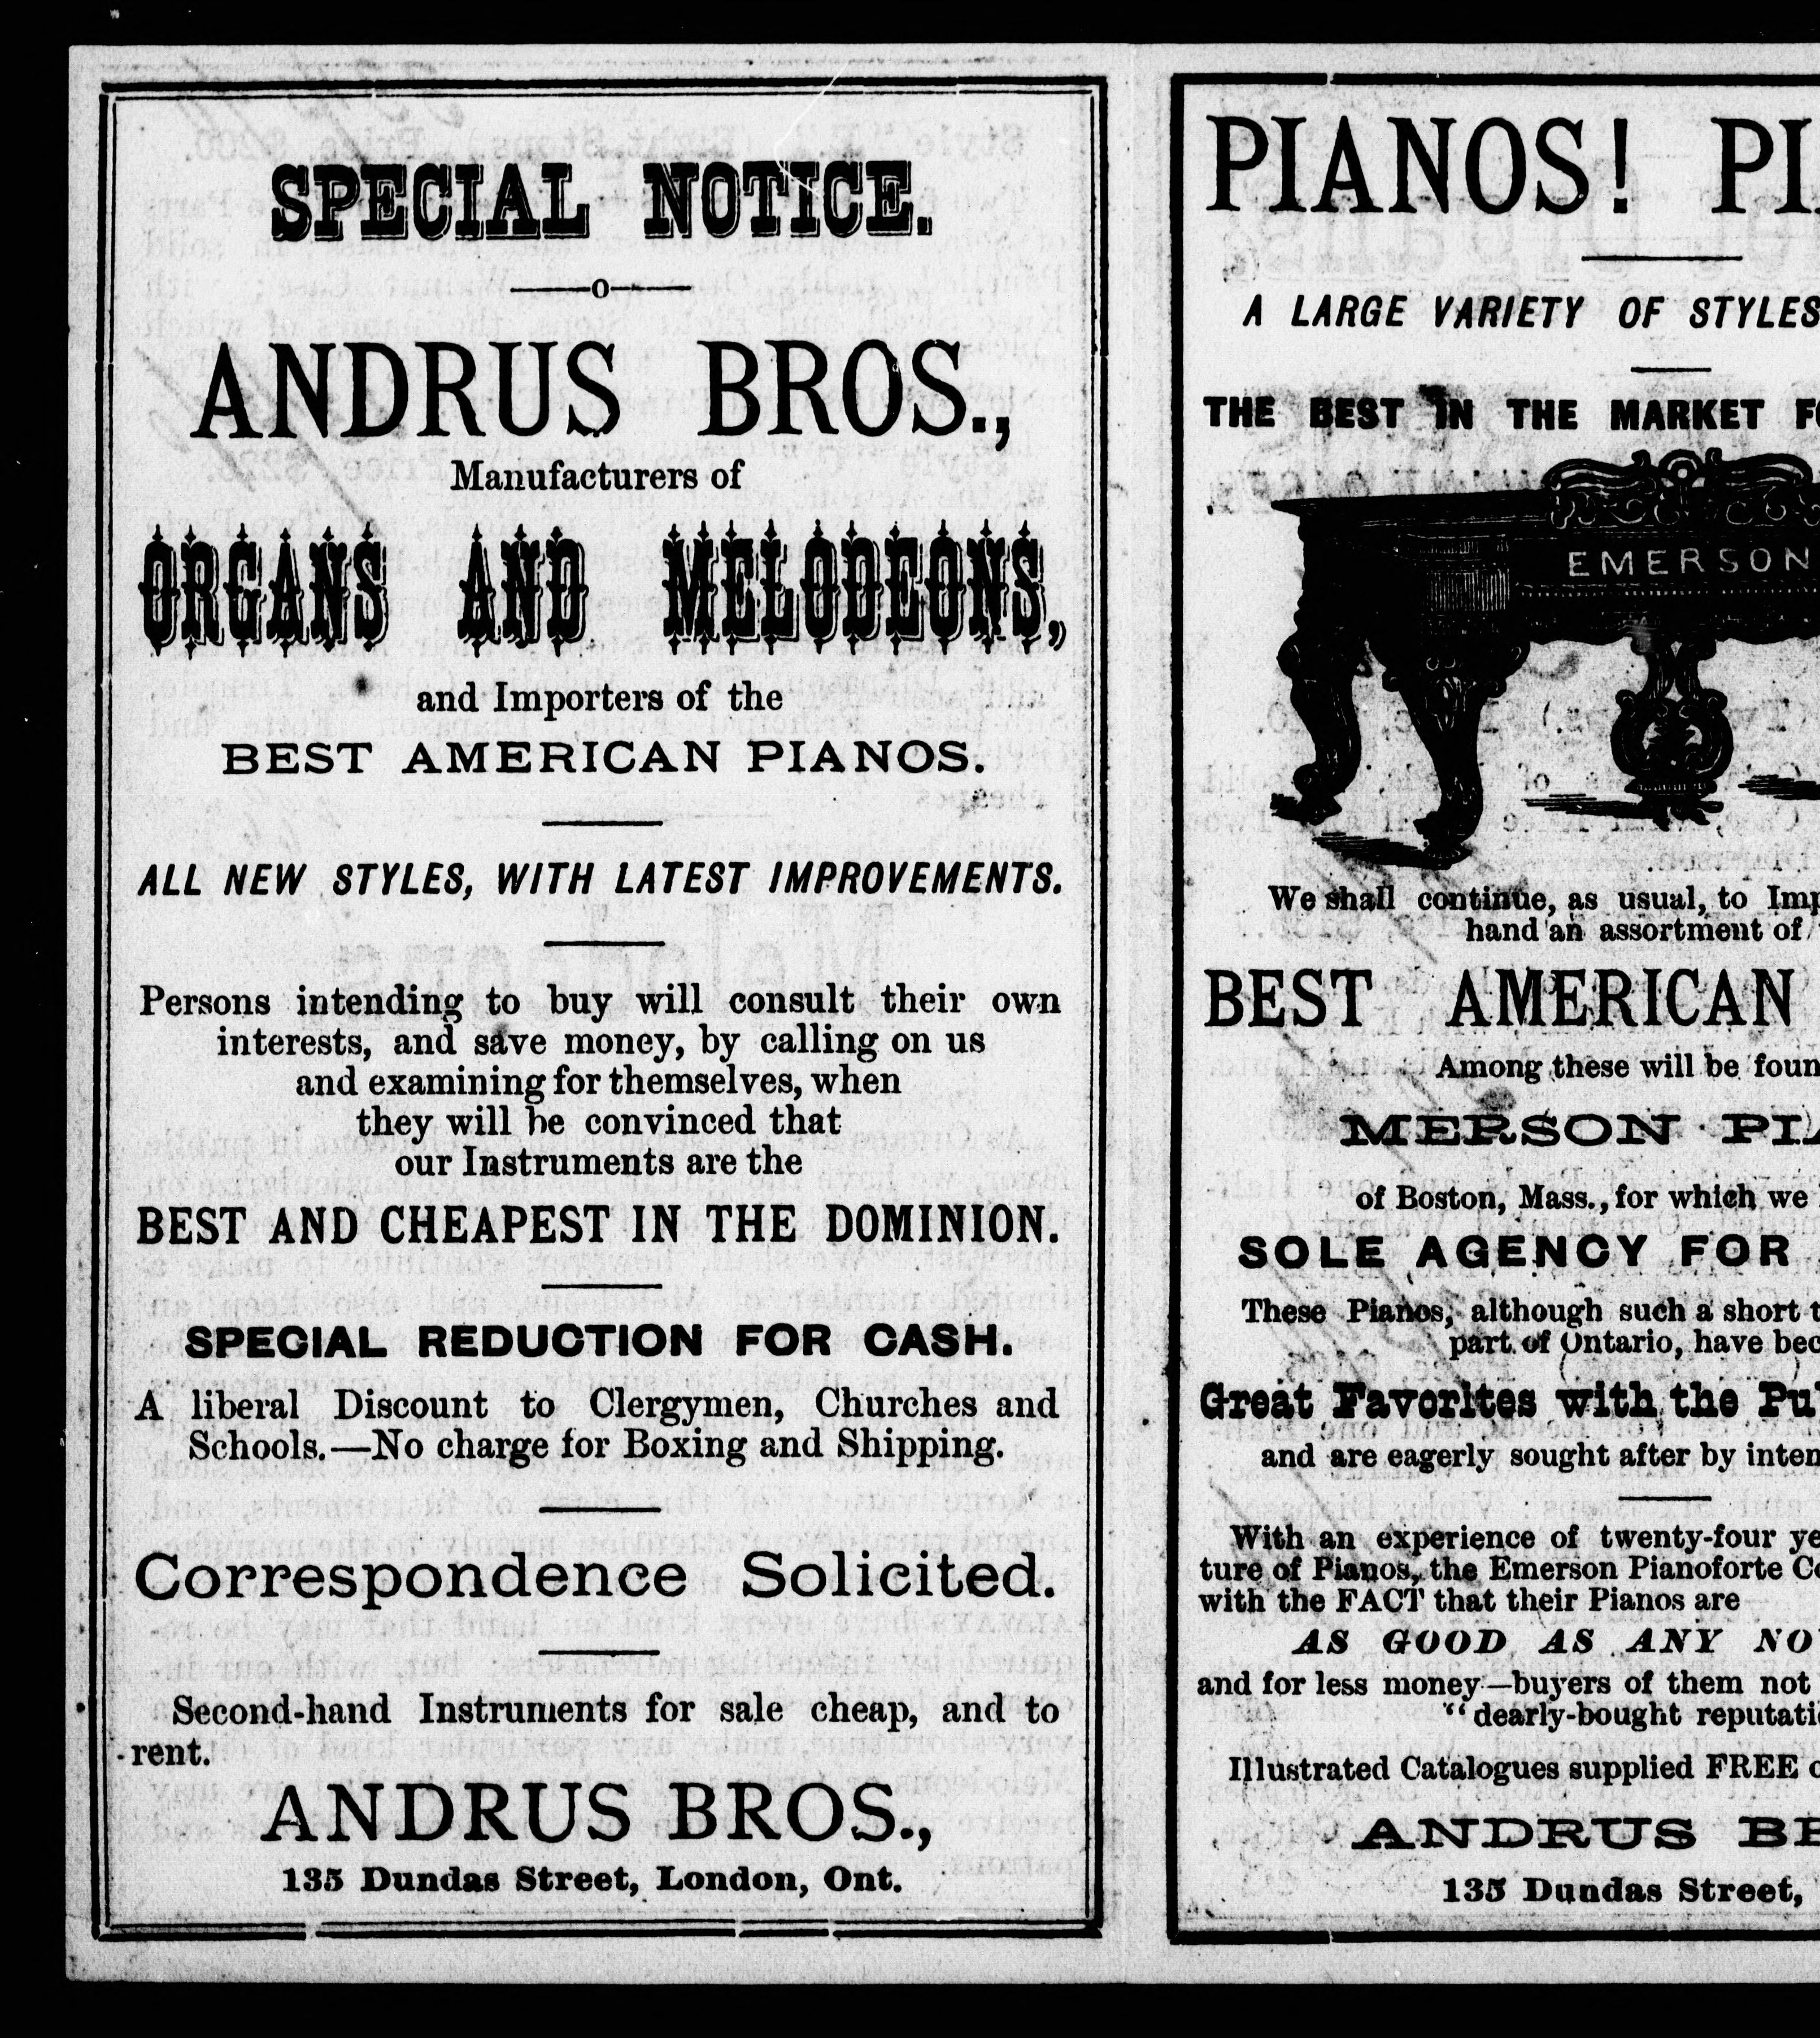 SPECIAL NOTICE.
—o—
ANDRUS BROS.,
Manufacturers of
ORGANS AND MELODEONS,
and Importers of the
BEST AMERICAN PIANOS.
ALL NEW STYLES, WITH LATEST IMPROVEMENTS.
Persons intending to buy will consult their own
interests, and save money, by calling on us
and examining for themselves, when
they will be convinced that
our Instruments are the
BEST AND CHEAPEST IN THE DOMINION.
SPECIAL REDUCTION FOR CASH.
A liberal Discount to Clergymen, Churches and
Schools.—No charge for Boxing and Shipping.
Correspondence Solicited.
Second-hand Instruments for sale cheap, and to
rent.
ANDRUS BROS.,
135 Dundas Street, London, Ont.
PIANOS!
A LARGE VARIETY OF STYLES
THE BEST IN THE MARKET
EMERSON
We shall continue, as usual, to
hand an assortment of
BEST AMERICAN
Among these will be
MERSON
of Boston, Mass., for which we
SOLE AGENCY FOR
These Pianos, although such a short
part of Ontario, have
Great Favorites with the
and are eagerly sought after by
With an experience of twenty-four
ture of Pianos, the Emerson Pianoforte
with the FACT that their Pianos are
AS GOOD AS ANY
and for less money—buyers of them not
"dearly-bought
Illustrated Catalogues supplied FREE
ANDRUS
135 Dundas Street,